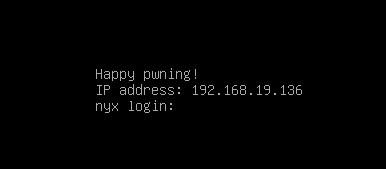 Happy pwning!
IP address: 192.168.19.136
nyx login: